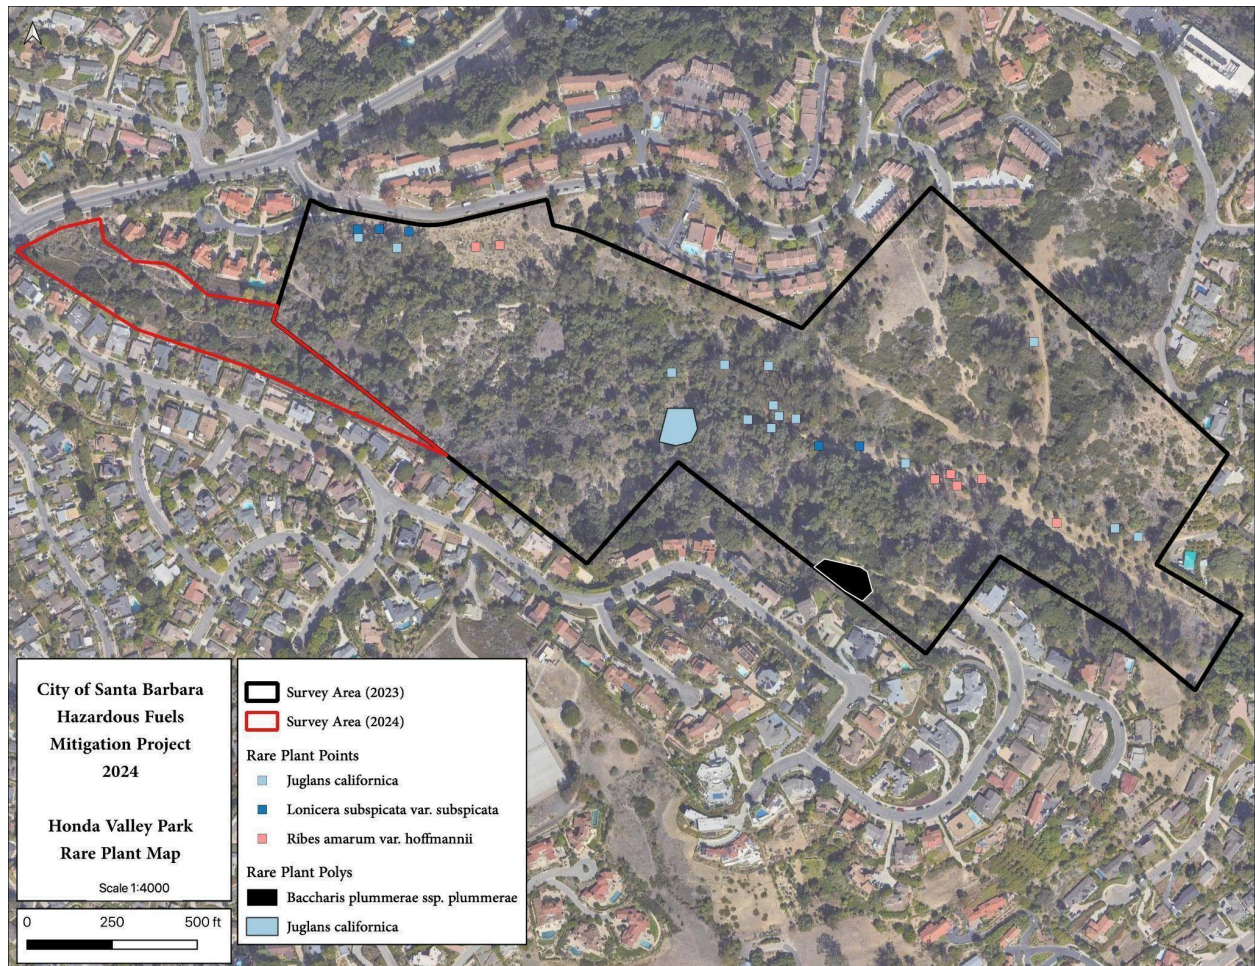 City of Santa Barbara
Hazardous Fuels
Mitigation Project
2024
Honda Valley Park
Rare Plant Map
Scale 1:4000
0 250 500 ft
Survey Area (2023)
Survey Area (2024)
Rare Plant Points
Juglans californica
Lonicera subspicata var. subspicata
Ribes amarum var. hoffmannii
Rare Plant Polys
Baccharis plummerae ssp. plummerae
Juglans californica